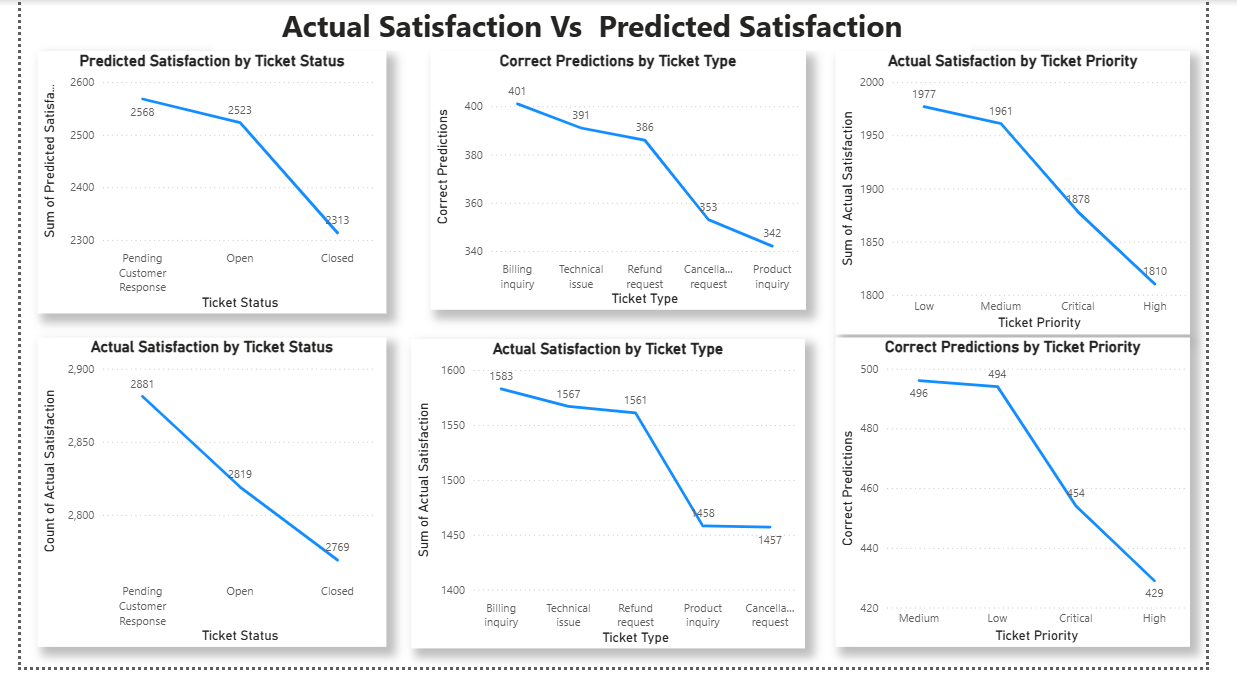 Actual Satisfaction Vs Predicted Satisfaction
Predicted Satisfaction by Ticket Status
Sum of Predicted Satisfa...
2600
2500
2400
2300
2568
2523
2313
Pending Customer Response
Open
Closed
Ticket Status
Correct Predictions by Ticket Type
Correct Predictions
400
380
360
340
401
391
386
353
342
Billing inquiry
Technical issue
Refund request
Cancella... request
Product inquiry
Ticket Type
Actual Satisfaction by Ticket Priority
Sum of Actual Satisfaction
2000
1950
1900
1850
1800
1977
1961
1878
1810
Low
Medium
Critical
High
Ticket Priority
Actual Satisfaction by Ticket Status
Count of Actual Satisfaction
2,900
2,850
2,800
2881
2819
2769
Pending Customer Response
Open
Closed
Ticket Status
Actual Satisfaction by Ticket Type
Sum of Actual Satisfaction
1600
1550
1500
1450
1400
1583
1567
1561
1458
1457
Billing inquiry
Technical issue
Refund request
Product inquiry
Cancella... request
Ticket Type
Correct Predictions by Ticket Priority
Correct Predictions
500
480
460
440
420
496
494
454
429
Medium
Low
Critical
High
Ticket Priority